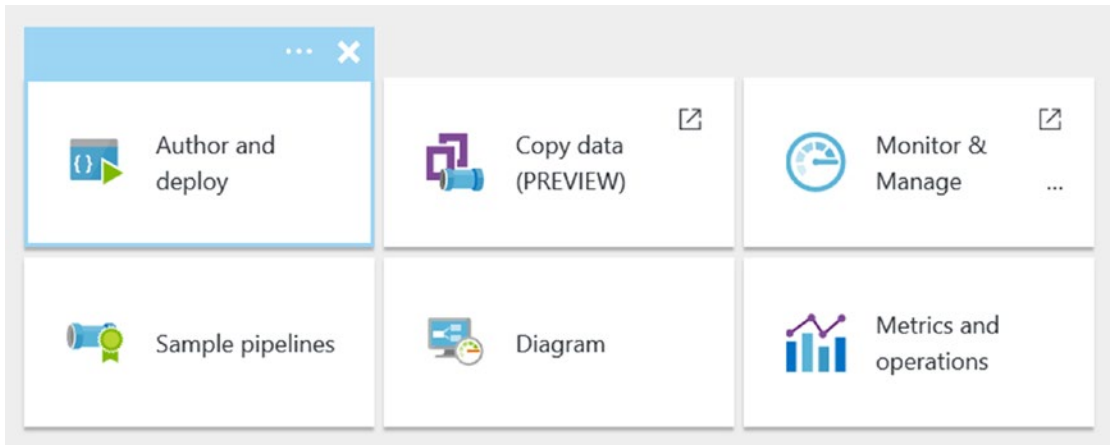 Author and
deploy
Copy data
(PREVIEW)
Monitor &
Manage
...
Sample pipelines
Diagram
Metrics and
operations